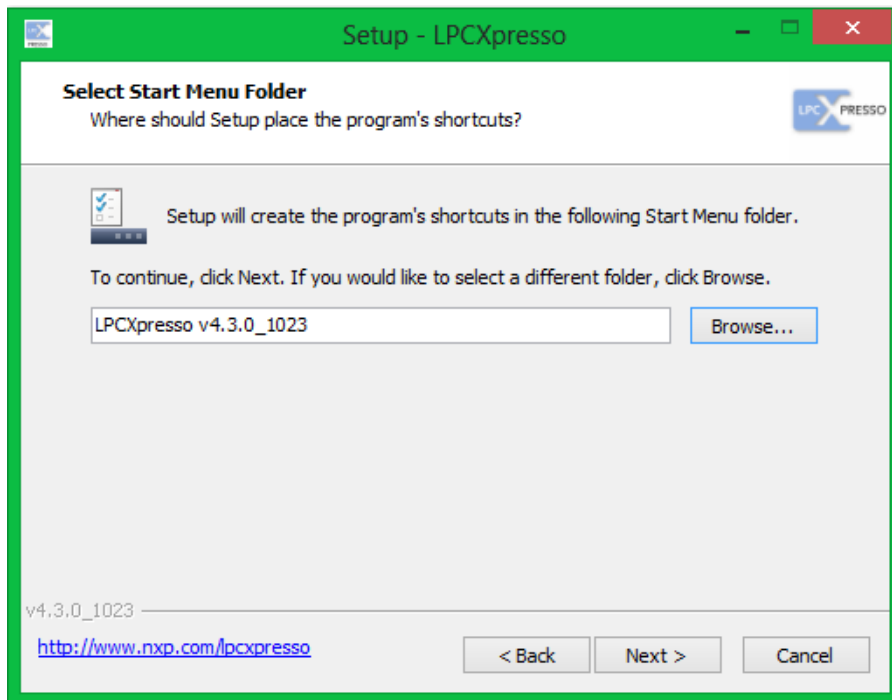 Setup - LPCXpresso
Select Start Menu Folder
Where should Setup place the program's shortcuts?
LPC XPRESSO
Setup will create the program's shortcuts in the following Start Menu folder.
To continue, click Next. If you would like to select a different folder, click Browse.
LPCXpresso v4.3.0_1023
Browse...
v4.3.0_1023
http://www.nxp.com/lpcxpresso
< Back
Next >
Cancel